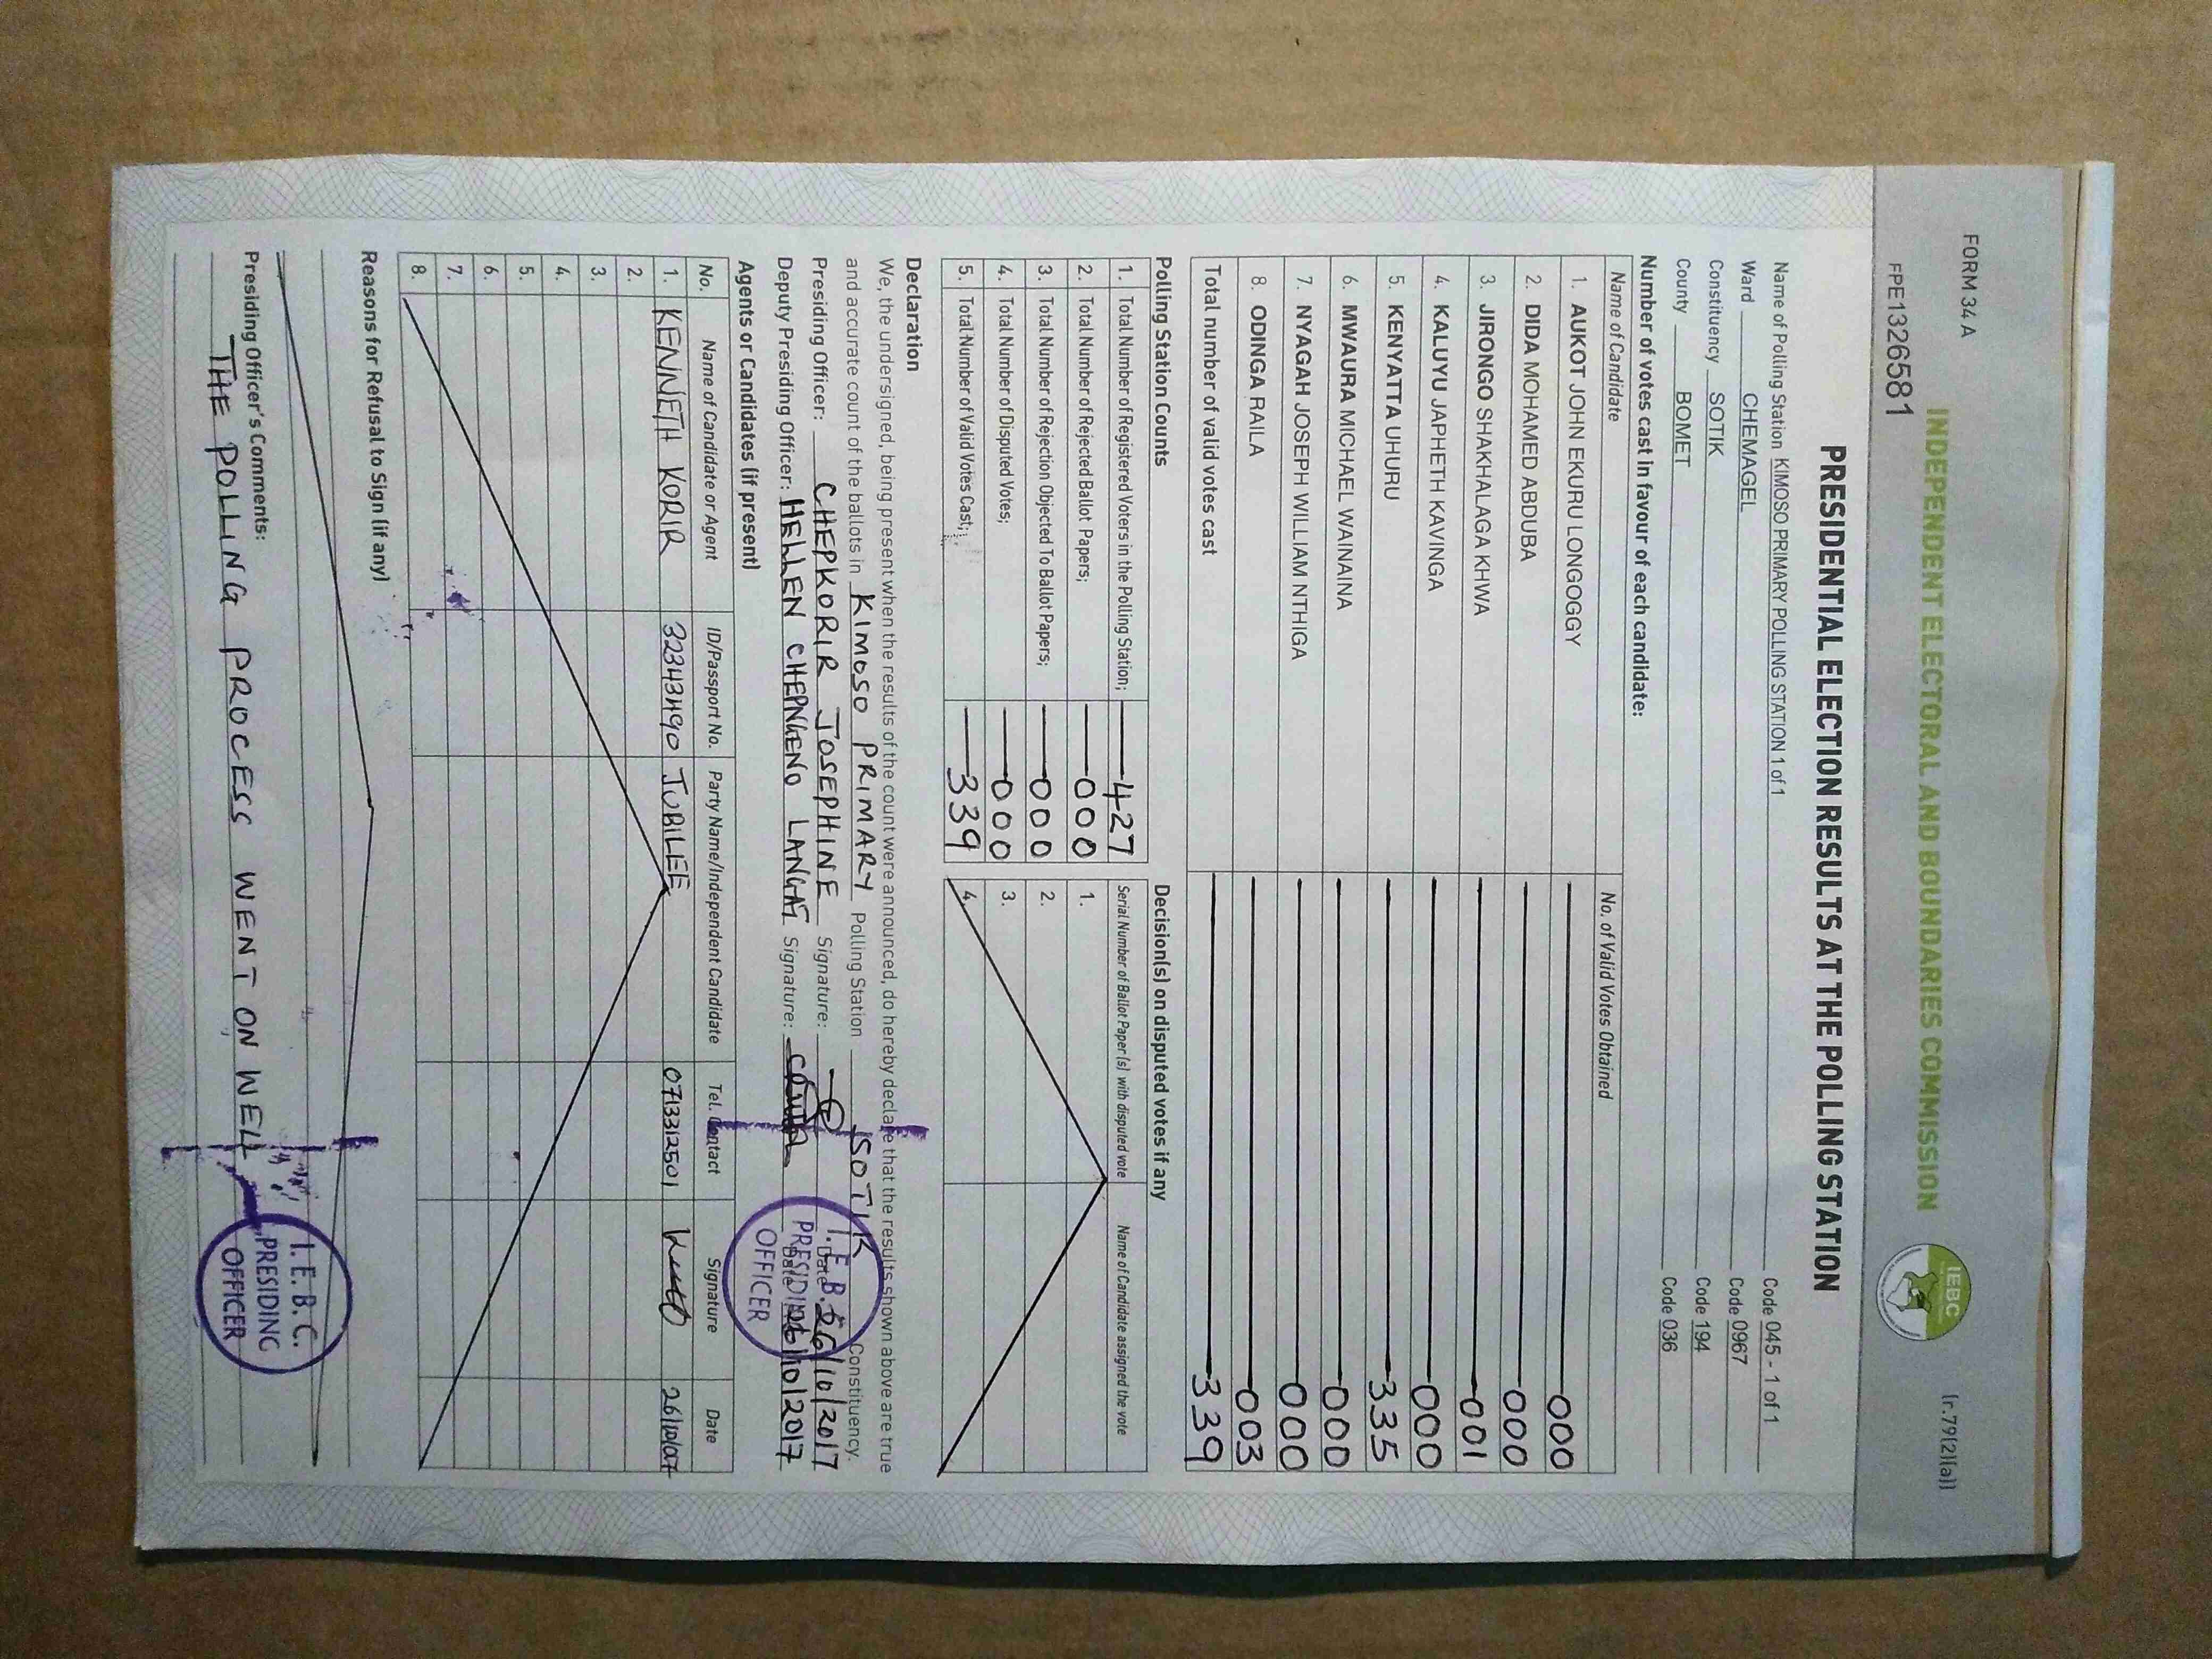 FORM 34 A
[r.79(2)(a)]
INDEPENDENT ELECTORAL AND BOUNDARIES COMMISSION
IEBC
FPE1326581
PRESIDENTIAL ELECTION RESULTS AT THE POLLING STATION
Name of Polling Station KIMOSO PRIMARY POLLING STATION 1 of 1 Code 045 - 1 of 1
Ward CHEMAGEL Code 0967
Constituency SOTIK Code 194
County BOMET Code 036
Number of votes cast in favour of each candidate:
Name of Candidate No. of Valid Votes Obtained
1. AUKOT JOHN EKURU LONGOGGY 000
2. DIDA MOHAMED ABDUBA 000
3. JIRONGO SHAKHALAGA KHWA 001
4. KALUYU JAPHETH KAVINGA 000
5. KENYATTA UHURU 335
6. MWAURA MICHAEL WAINAINA 000
7. NYAGAH JOSEPH WILLIAM NTHIGA 000
8. ODINGA RAILA 003
Total number of valid votes cast 339
Polling Station Counts
1. Total Number of Registered Voters in the Polling Station; 427
2. Total Number of Rejected Ballot Papers; 000
3. Total Number of Rejection Objected To Ballot Papers; 000
4. Total Number of Disputed Votes; 000
5. Total Number of Valid Votes Cast; 339
Decision(s) on disputed votes if any
Serial Number of Ballot Paper(s) with disputed vote Name of Candidate assigned the vote
1.
2.
3.
4.
Declaration
We, the undersigned, being present when the results of the count were announced, do hereby declare that the results shown above are true
and accurate count of the ballots in KIMOSO PRIMARY Polling Station SOTIK Constituency.
Presiding Officer: CHEPKORIR JOSEPHINE Signature: Date 26/10/2017
Deputy Presiding Officer: HELLEN CHEPNGENO LANGAT Signature: Date 26/10/2017
I.E.B.C.
PRESIDING
OFFICER
Agents or Candidates (if present)
No. Name of Candidate or Agent ID/Passport No. Party Name/Independent Candidate Tel. Contact Signature Date
1. KENNETH KORIR 32343490 JUBILEE 0713312501
2.
3.
4.
5.
6.
7.
8.
Reasons for Refusal to Sign (if any)
Presiding Officer's Comments:
THE POLLING PROCESS WENT ON WELL
I.E.B.C.
PRESIDING
OFFICER